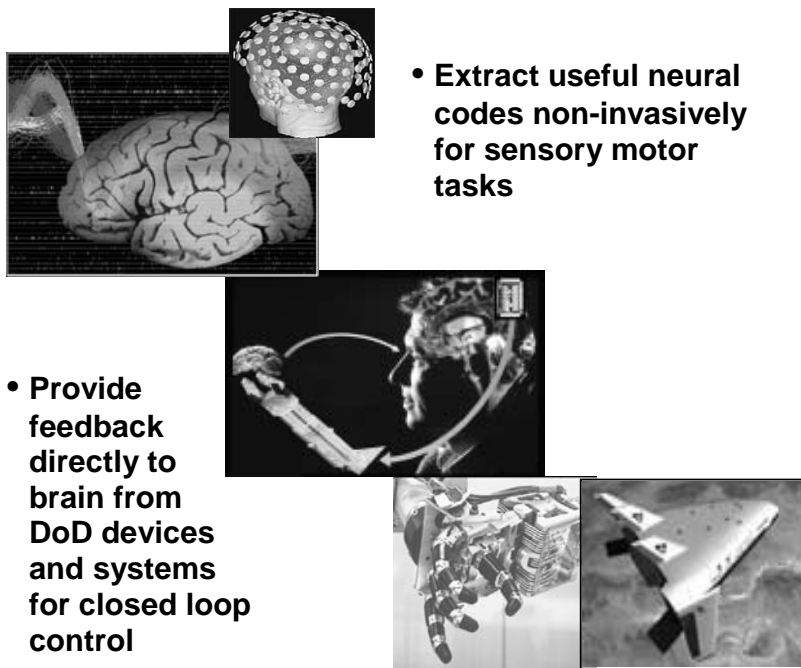 • Extract useful neural
codes non-invasively
for sensory motor
tasks
• Provide
feedback
directly to
brain from
DoD devices
and systems
for closed loop
control